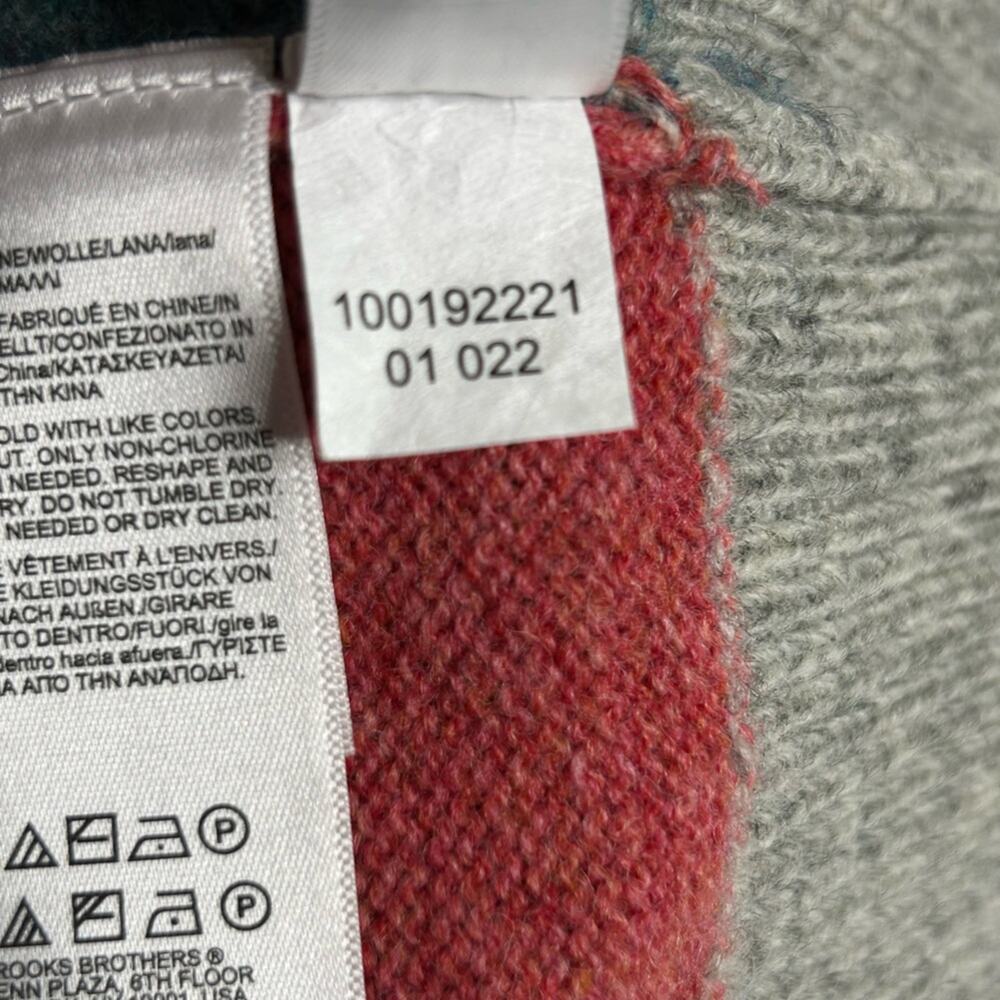 NE/WOLLE/LANA/lana/
ΜΑΛΛΙ
FABRIQUÉ EN CHINE/IN
ELLT/CONFEZIONATO IN
China/ΚΑΤΑΣΚΕΥΑΖΕΤΑΙ
ΤΗΝ ΚΙΝΑ
OLD WITH LIKE COLORS,
UT. ONLY NON-CHLORINE
NEEDED. RESHAPE AND
RY. DO NOT TUMBLE DRY
NEEDED OR DRY CLEAN.
VÊTEMENT À L'ENVERS./
KLEIDUNGSSTÜCK VON
NACH AUßEN./GIRARE
TO DENTRO/FUORI./gire la
dentro hacia afuera./ΓΥΡΙΣΤΕ
Α ΑΠΟ ΤΗΝ ΑΝΑΠΟΔΗ.
P
P
ROOKS BROTHERS ®
ENN PLAZA, 6TH FLOOR
10001, USA
100192221
01 022